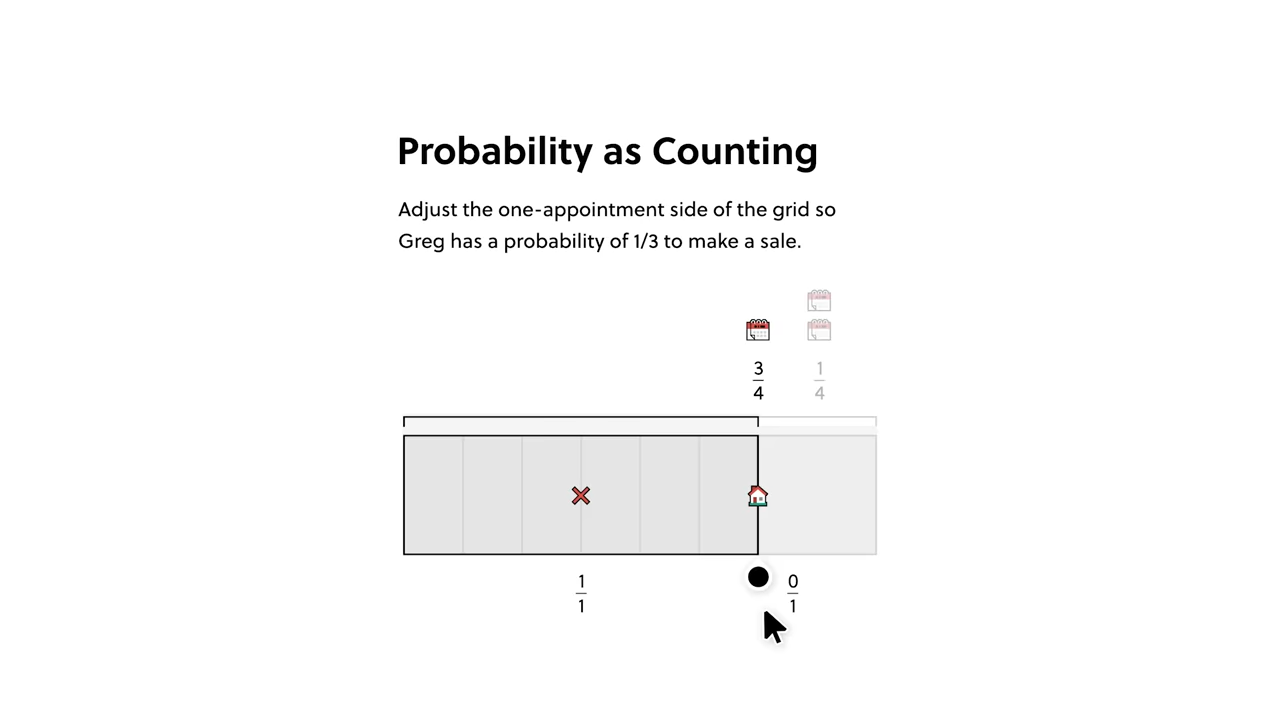 Probability as Counting
Adjust the one-appointment side of the grid so
Greg has a probability of 1/3 to make a sale.
3/4
1/4
1/1
0/1